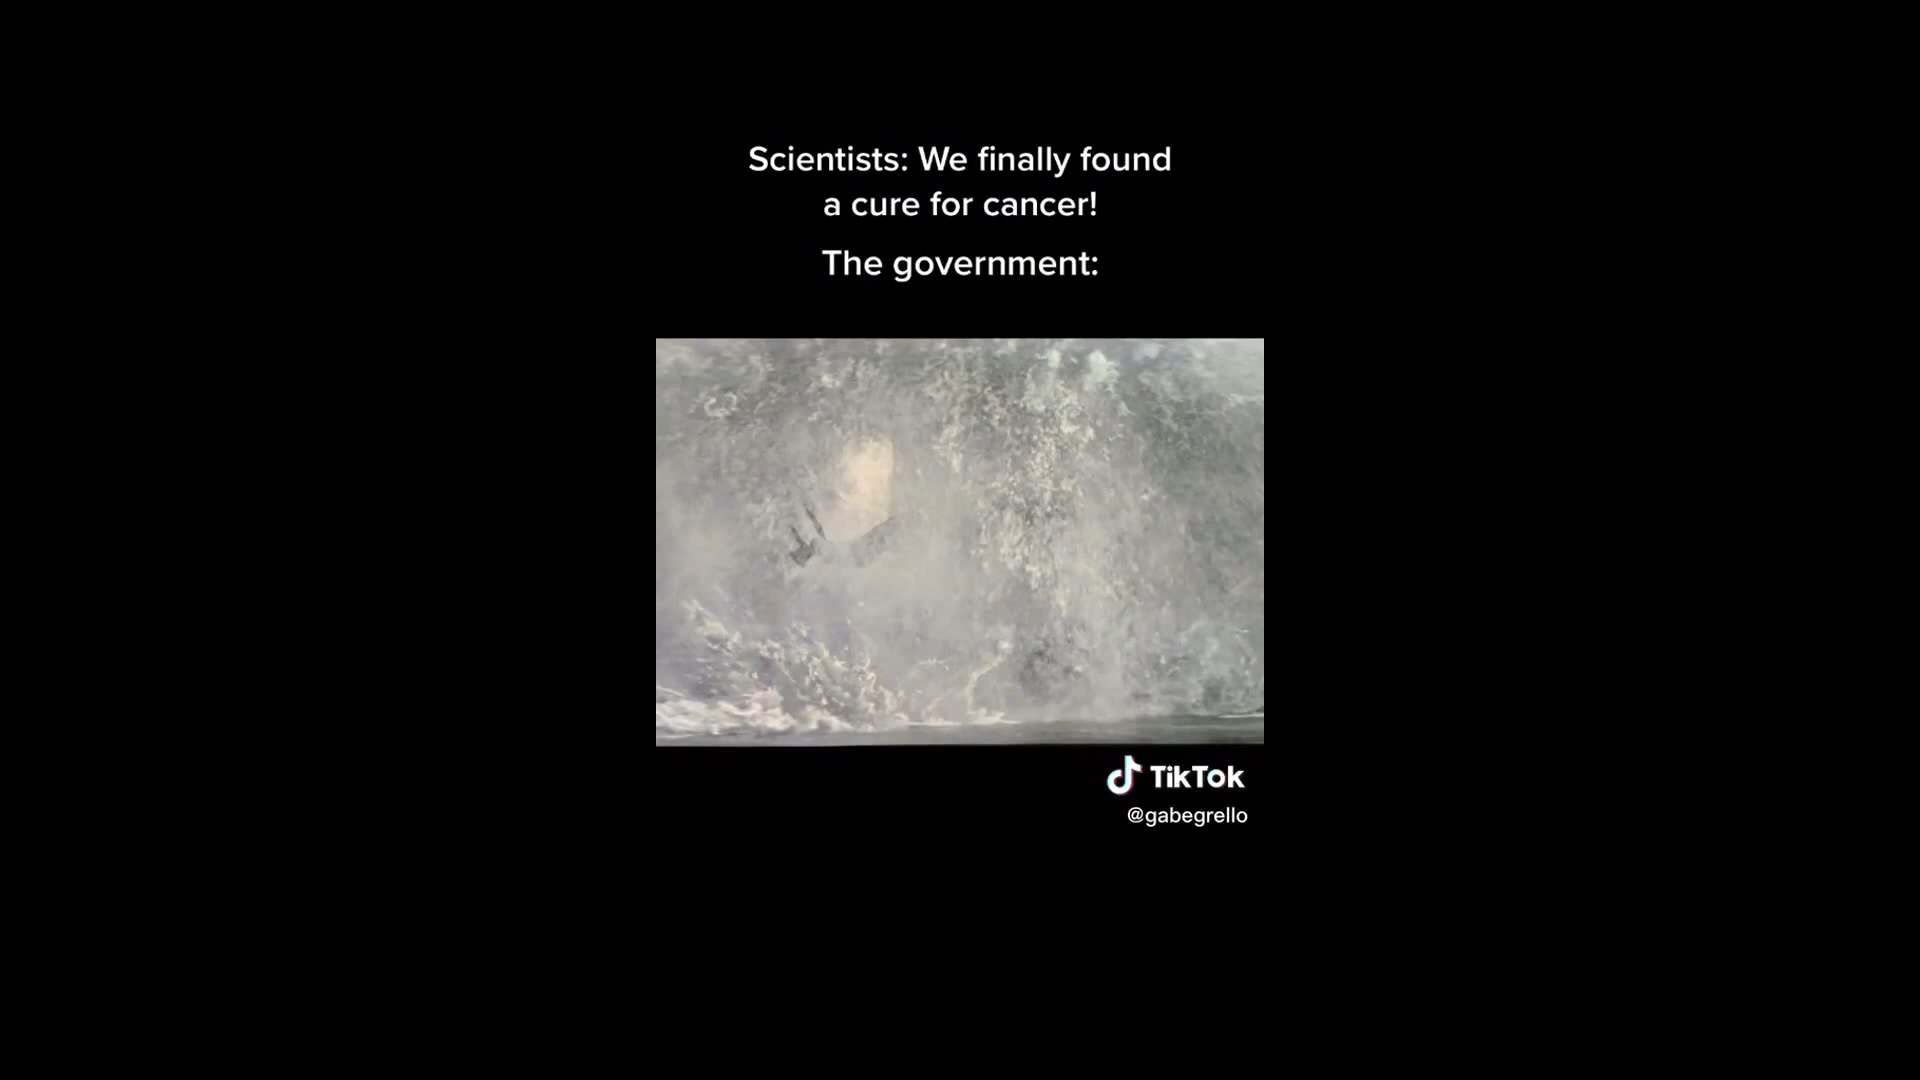 Scientists: We finally found
a cure for cancer!
The government:
TikTok
@gabegrello